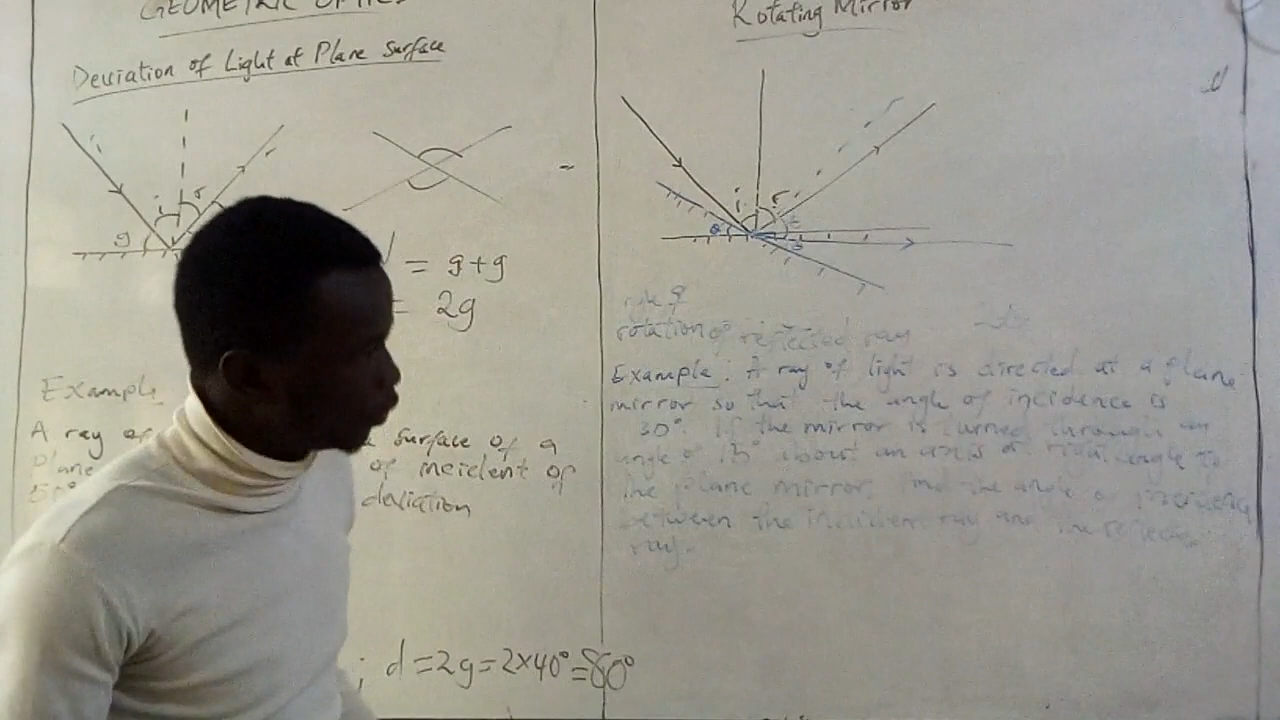 GEOMETRIC OPTICS
Deviation of Light at Plane Surface
i
r
i
r
g
= g+g
= 2g
Example
A ray of
surface of a
Plane
of incident of
50°
deviation
; d=2g=2×40°=80°
Rotating Mirror
i
r
θ
rotation of reflected ray
Example: A ray of light is directed at a plane
mirror so that the angle of incidence is
30°. If the mirror is turned through an
angle of 15° about an axis at right angle to
the plane mirror, find the angle of
between the incident ray and the reflected
ray.